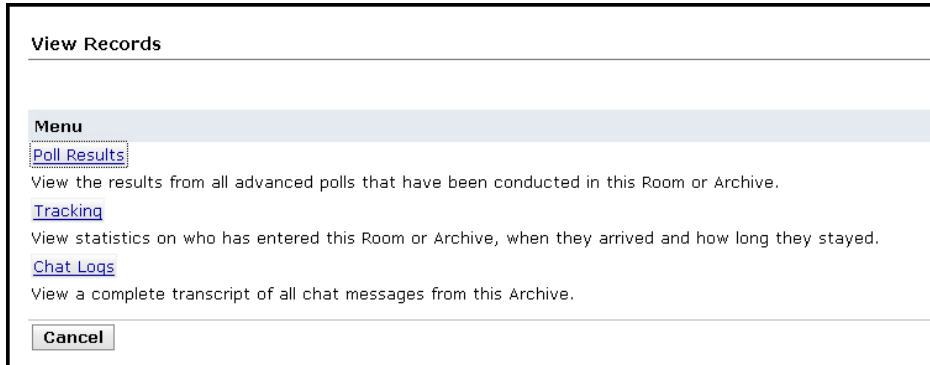 View Records
Menu
Poll Results
View the results from all advanced polls that have been conducted in this Room or Archive.
Tracking
View statistics on who has entered this Room or Archive, when they arrived and how long they stayed.
Chat Logs
View a complete transcript of all chat messages from this Archive.
Cancel